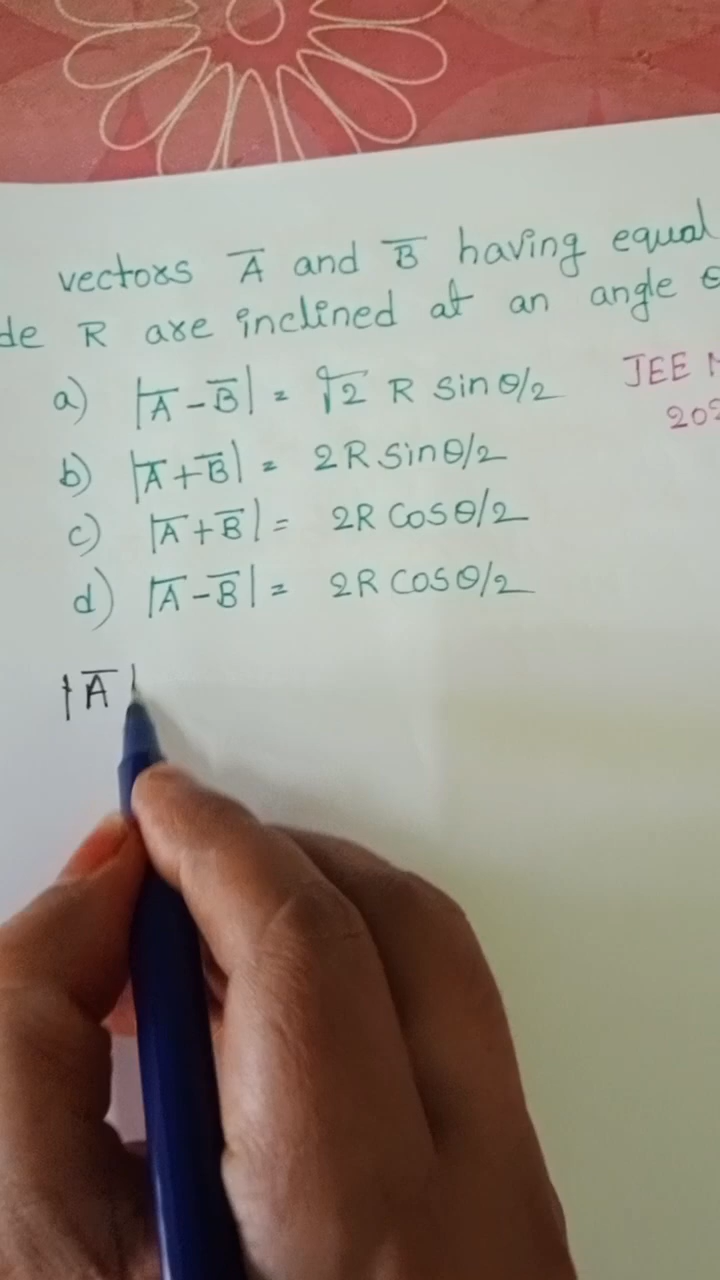 vectors A̅ and B̅ having equal
de R are inclined at an angle θ
a) |A̅ - B̅| = √2 R Sin θ/2
JEE M
202
b) |A̅ + B̅| = 2R Sin θ/2
c) |A̅ + B̅| = 2R Cos θ/2
d) |A̅ - B̅| = 2R Cos θ/2
|A̅|